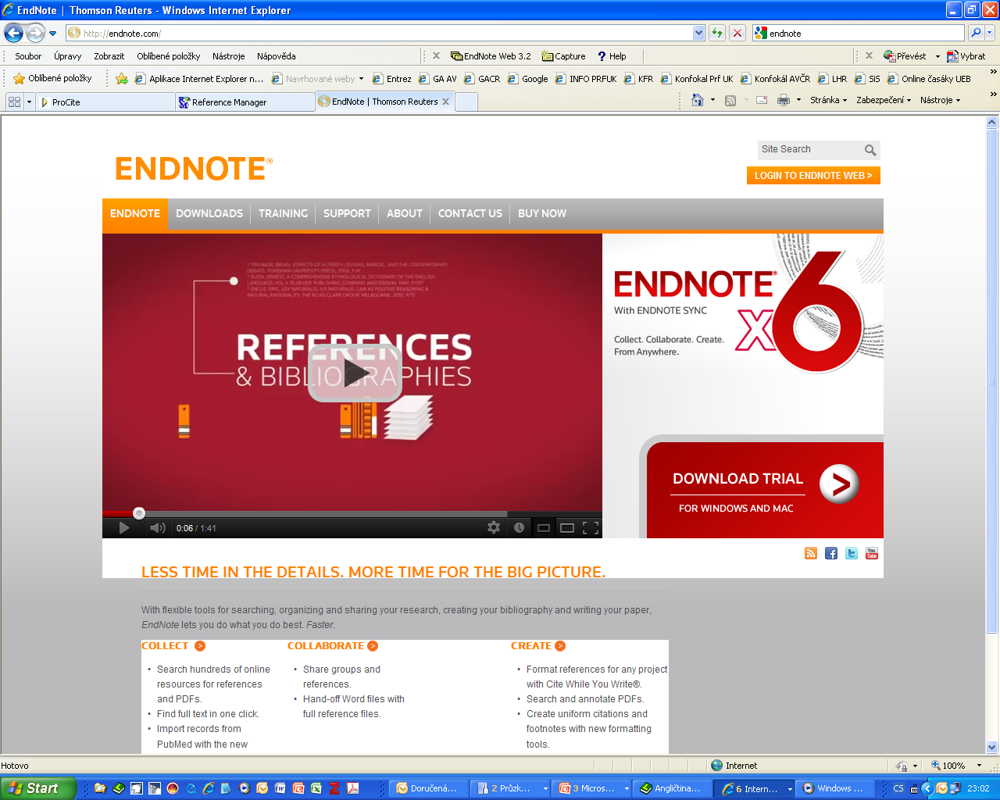 EndNote | Thomson Reuters - Windows Internet Explorer
http://endnote.com/
endnote
Soubor Úpravy Zobrazit Oblíbené položky Nástroje Nápověda
EndNote Web 3.2 Capture ? Help
Převést Vybrat
Oblíbené položky
Aplikace Internet Explorer n... Navrhované weby Entrez GA AV GACR Google INFO PRFUK KFR Konfokal Prf UK Konfokál AVČR LHR SiS Online časáky UEB
ProCite Reference Manager EndNote | Thomson Reuters
Stránka Zabezpečení Nástroje
Site Search
ENDNOTE®
LOGIN TO ENDNOTE WEB >
ENDNOTE DOWNLOADS TRAINING SUPPORT ABOUT CONTACT US BUY NOW
REFERENCES
& BIBLIOGRAPHIES
0:06 / 1:41
ENDNOTE®
X6
With ENDNOTE SYNC
Collect. Collaborate. Create.
From Anywhere.
DOWNLOAD TRIAL
FOR WINDOWS AND MAC
You
Tube
LESS TIME IN THE DETAILS. MORE TIME FOR THE BIG PICTURE.
With flexible tools for searching, organizing and sharing your research, creating your bibliography and writing your paper,
EndNote lets you do what you do best. Faster.
COLLECT >
• Search hundreds of online
resources for references
and PDFs.
• Find full text in one click.
• Import records from
PubMed with the new
COLLABORATE >
• Share groups and
references.
• Hand-off Word files with
full reference files.
CREATE >
• Format references for any project
with Cite While You Write®.
• Search and annotate PDFs.
• Create uniform citations and
footnotes with new formatting
tools.
Hotovo
Internet
100%
Start
Doručená...
2 Průzk...
3 Micros...
Angličtina...
6 Intern...
Windows ...
CS
23:02